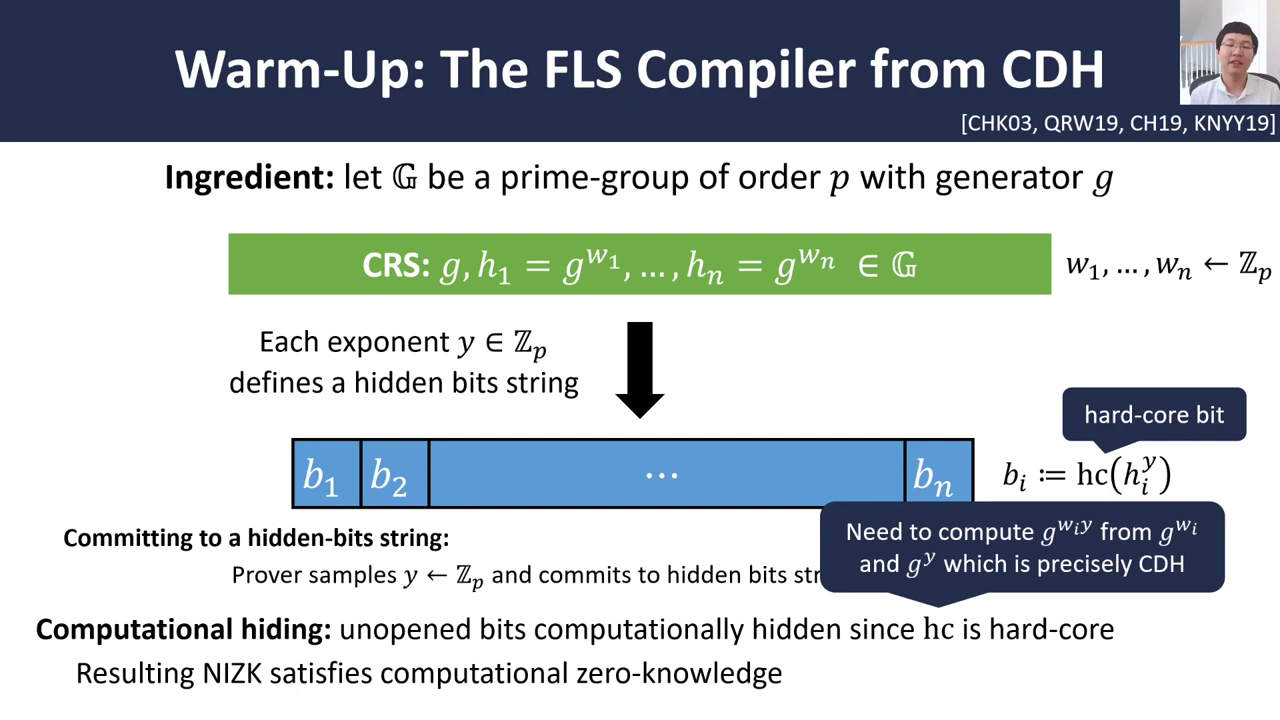 Warm-Up: The FLS Compiler from CDH
[CHK03, QRW19, CH19, KNYY19]
Ingredient: let 𝔾 be a prime-group of order p with generator g
CRS: g, h₁ = g^{w₁}, …, hₙ = g^{wₙ} ∈ 𝔾
w₁, …, wₙ ← ℤₚ
Each exponent y ∈ ℤₚ
defines a hidden bits string
hard-core bit
b₁ b₂ ⋯ bₙ
bᵢ ≔ hc(hᵢ^y)
Need to compute g^{wᵢy} from g^{wᵢ}
and g^y which is precisely CDH
Committing to a hidden-bits string:
Prover samples y ← ℤₚ and commits to hidden bits
Computational hiding: unopened bits computationally hidden since hc is hard-core
Resulting NIZK satisfies computational zero-knowledge